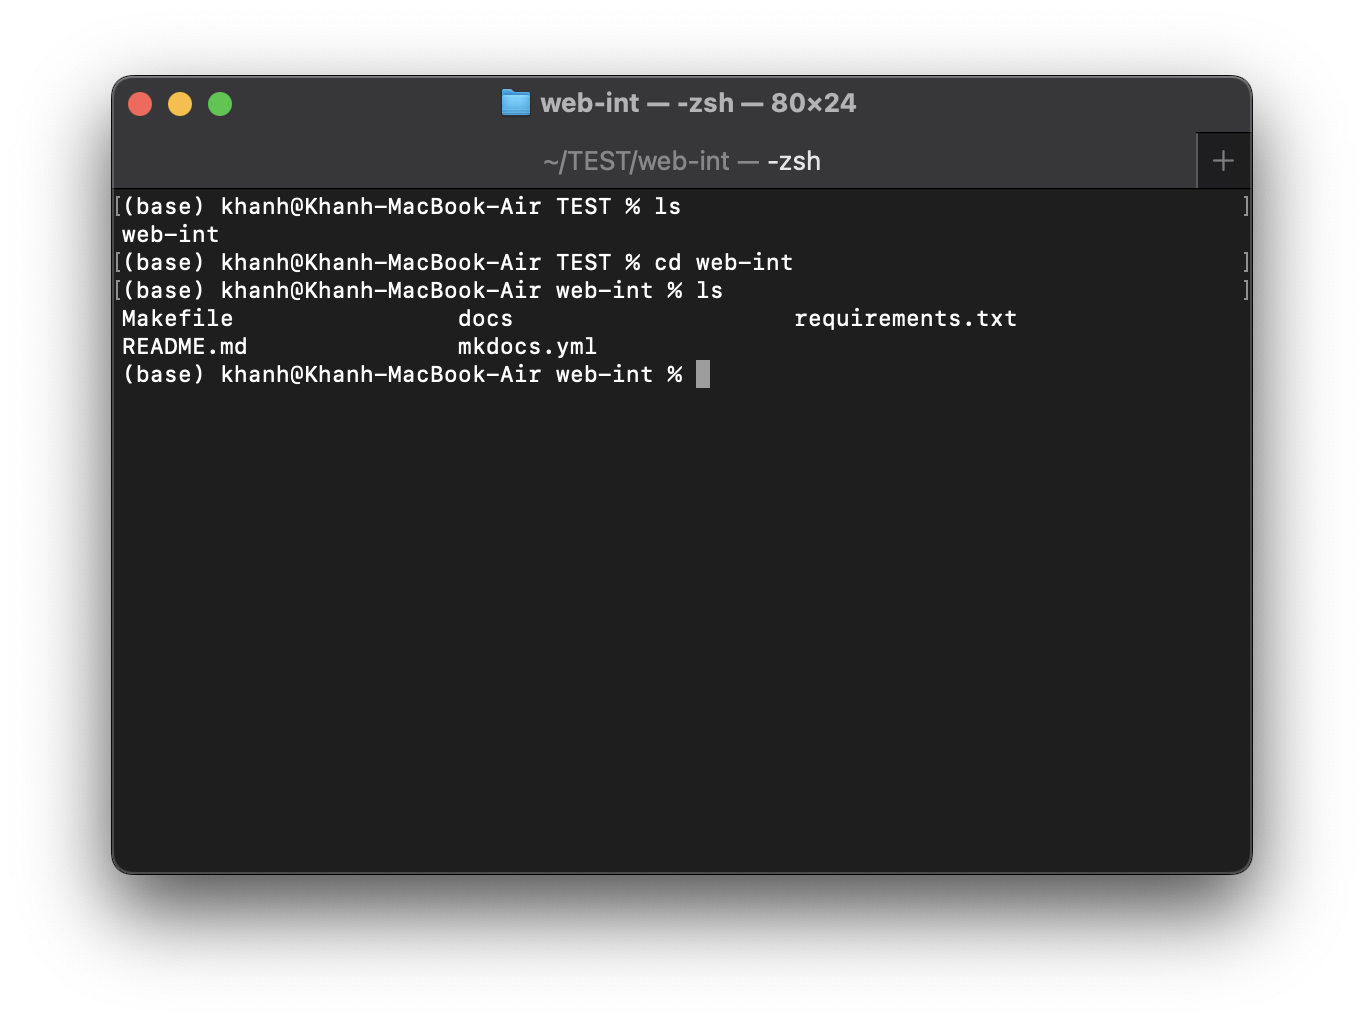 web-int — -zsh — 80×24
~/TEST/web-int — -zsh +
[(base) khanh@Khanh-MacBook-Air TEST % ls ]
web-int
[(base) khanh@Khanh-MacBook-Air TEST % cd web-int ]
[(base) khanh@Khanh-MacBook-Air web-int % ls ]
Makefile docs requirements.txt
README.md mkdocs.yml
(base) khanh@Khanh-MacBook-Air web-int %